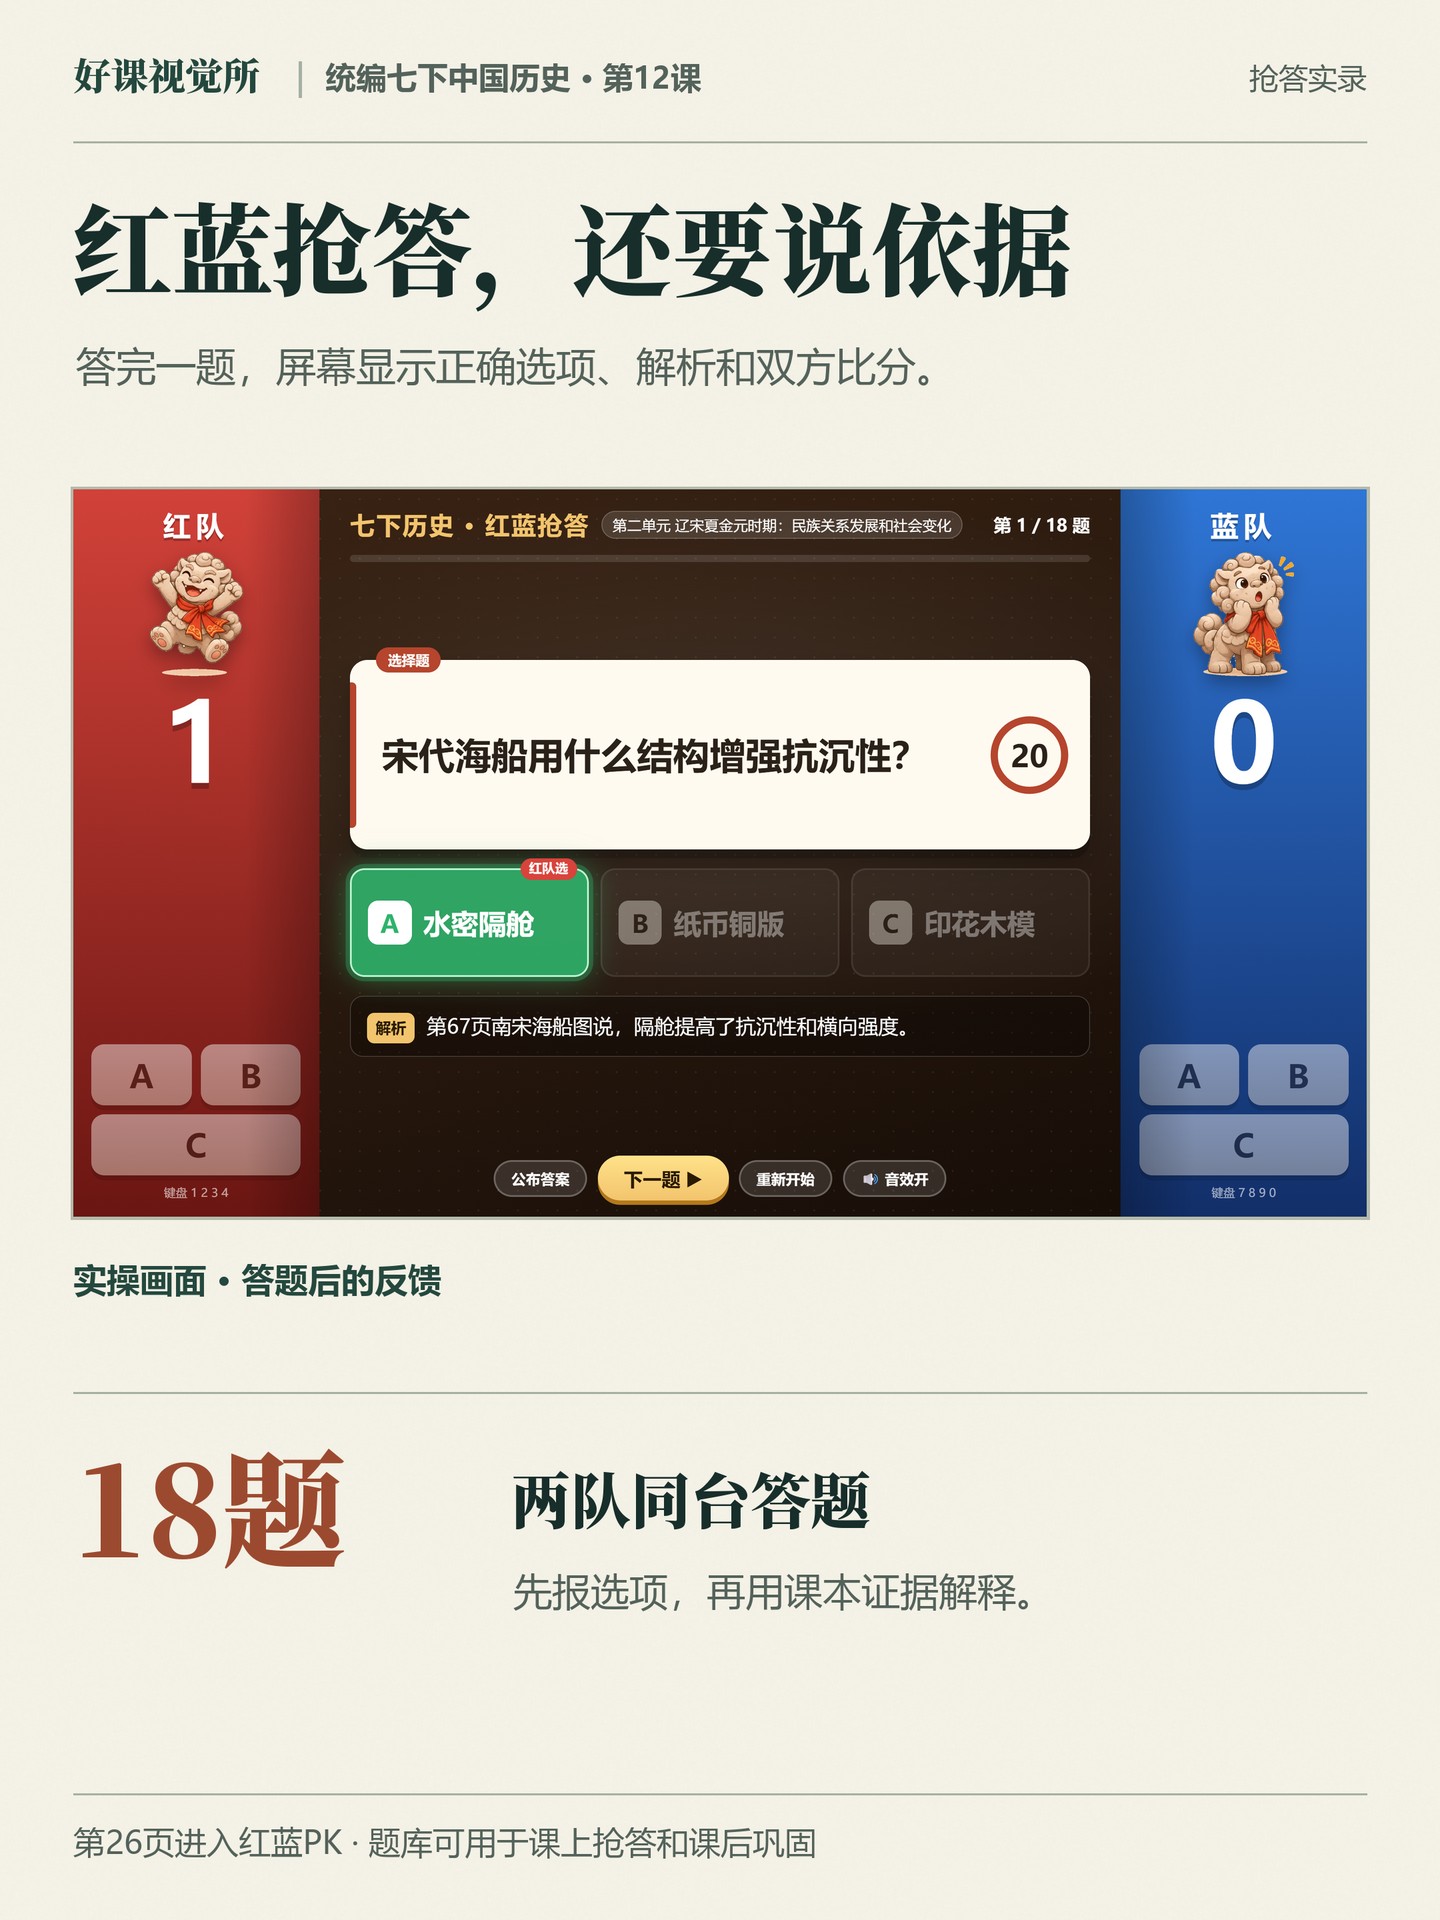 好课视觉所 | 统编七下中国历史·第12课
抢答实录
红蓝抢答，还要说依据
答完一题，屏幕显示正确选项、解析和双方比分。
红队
1
A B
C
键盘 1 2 3 4
七下历史·红蓝抢答
第二单元 辽宋夏金元时期：民族关系发展和社会变化
第 1 / 18 题
选择题
宋代海船用什么结构增强抗沉性？
20
红队选
A 水密隔舱
B 纸币铜版
C 印花木模
解析 第67页南宋海船图说，隔舱提高了抗沉性和横向强度。
公布答案
下一题 ▶
重新开始
🔊 音效开
蓝队
0
A B
C
键盘 7 8 9 0
实操画面·答题后的反馈
18题
两队同台答题
先报选项，再用课本证据解释。
第26页进入红蓝PK · 题库可用于课上抢答和课后巩固